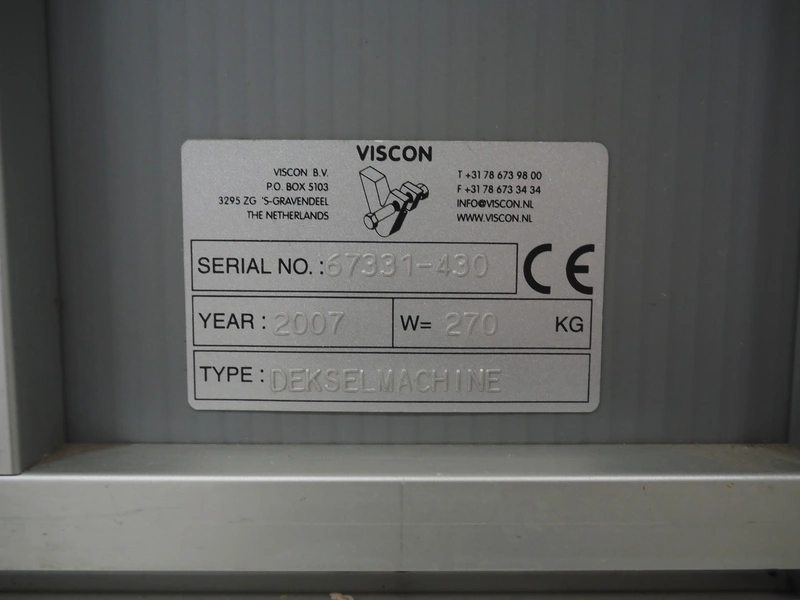 VISCON
VISCON B.V.
P.O. BOX 5103
3295 ZG 'S-GRAVENDEEL
THE NETHERLANDS
T +31 78 673 98 00
F +31 78 673 34 34
INFO@VISCON.NL
WWW.VISCON.NL
SERIAL NO. : 67331-430
CE
YEAR : 2007 W= 270 KG
TYPE : DEKSELMACHINE